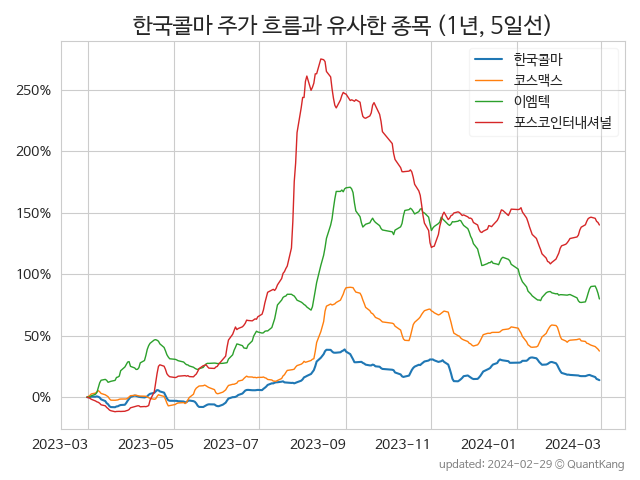 한국콜마 주가 흐름과 유사한 종목 (1년, 5일선)
한국콜마
코스맥스
이엠텍
포스코인터내셔널
250%
200%
150%
100%
50%
0%
2023-03 2023-05 2023-07 2023-09 2023-11 2024-01 2024-03
updated: 2024-02-29 © QuantKang